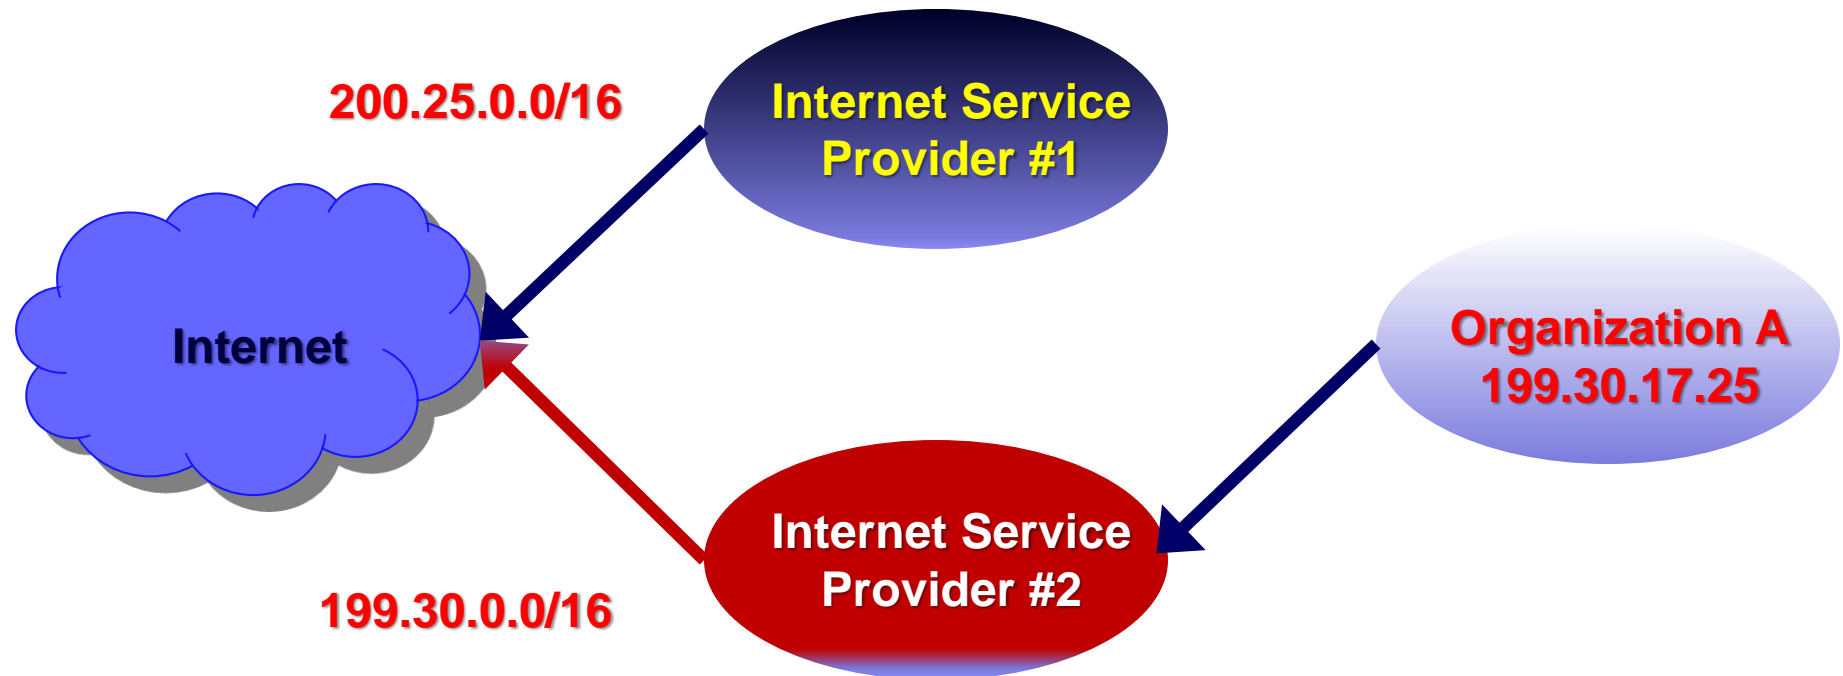 200.25.0.0/16
Internet Service
Provider #1
Internet
Organization A
199.30.17.25
Internet Service
Provider #2
199.30.0.0/16